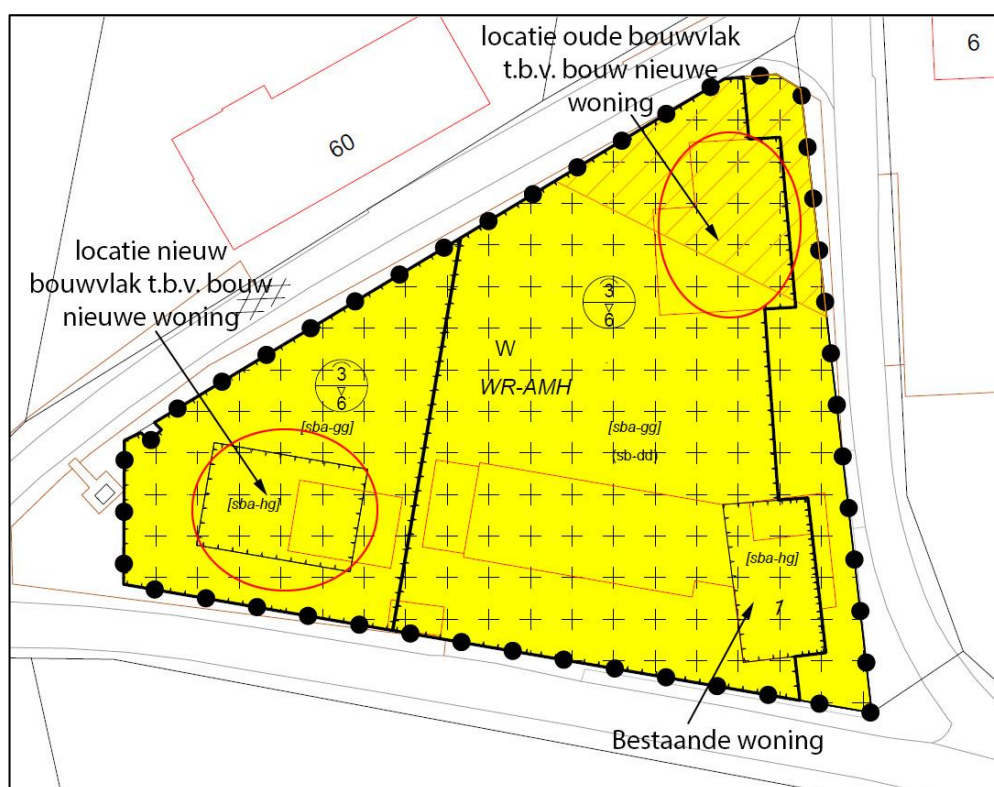 locatie oude bouwvlak
t.b.v. bouw nieuwe
woning
6
60
locatie nieuw
bouwvlak t.b.v. bouw
nieuwe woning
3
6
W
WR-AMH
3
6
[sba-gg]
[sba-gg]
(sb-dd)
[sba-hg]
[sba-hg]
1
Bestaande woning